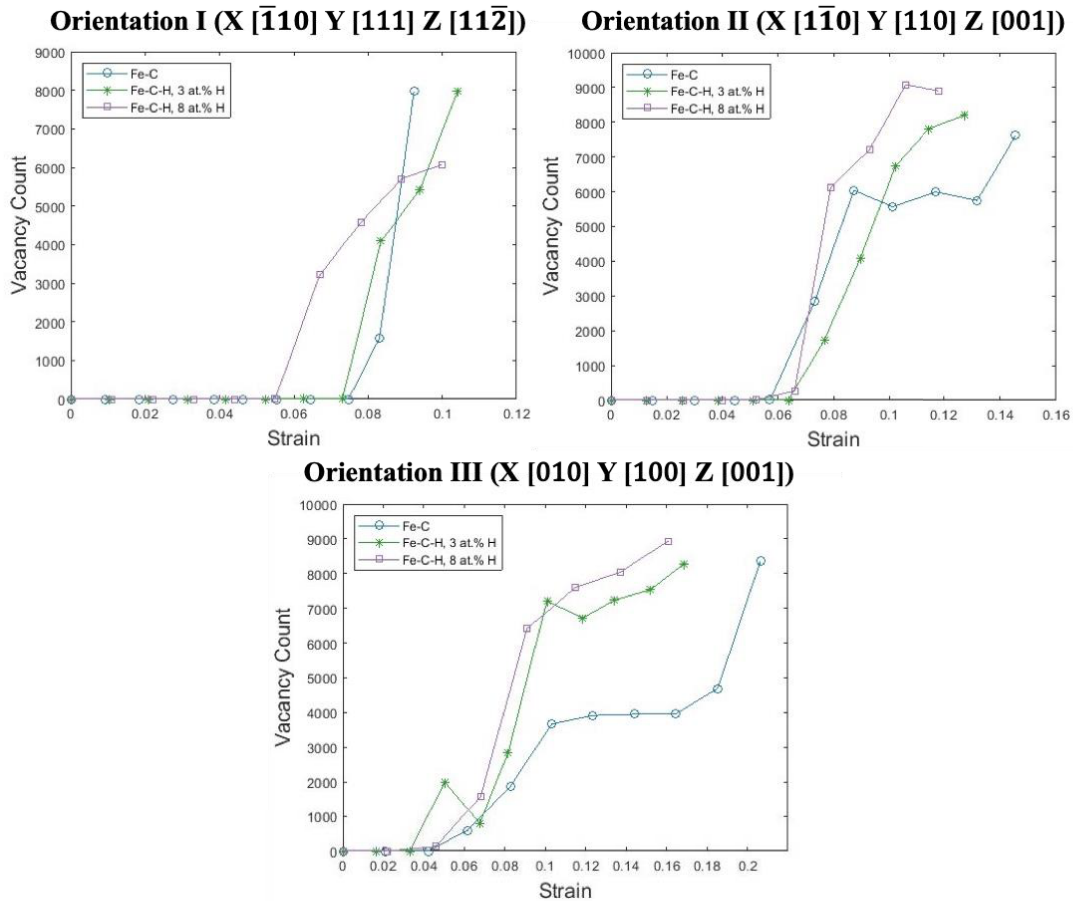 Orientation I (X [1̅10] Y [111] Z [112̅])
9000
8000
7000
6000
5000
4000
3000
2000
1000
0
Vacancy Count
Fe-C
Fe-C-H, 3 at.% H
Fe-C-H, 8 at.% H
0 0.02 0.04 0.06 0.08 0.1 0.12
Strain
Orientation II (X [11̅0] Y [110] Z [001])
10000
9000
8000
7000
6000
5000
4000
3000
2000
1000
0
Vacancy Count
Fe-C
Fe-C-H, 3 at.% H
Fe-C-H, 8 at.% H
0 0.02 0.04 0.06 0.08 0.1 0.12 0.14 0.16
Strain
Orientation III (X [010] Y [100] Z [001])
10000
9000
8000
7000
6000
5000
4000
3000
2000
1000
0
Vacancy Count
Fe-C
Fe-C-H, 3 at.% H
Fe-C-H, 8 at.% H
0 0.02 0.04 0.06 0.08 0.1 0.12 0.14 0.16 0.18 0.2
Strain